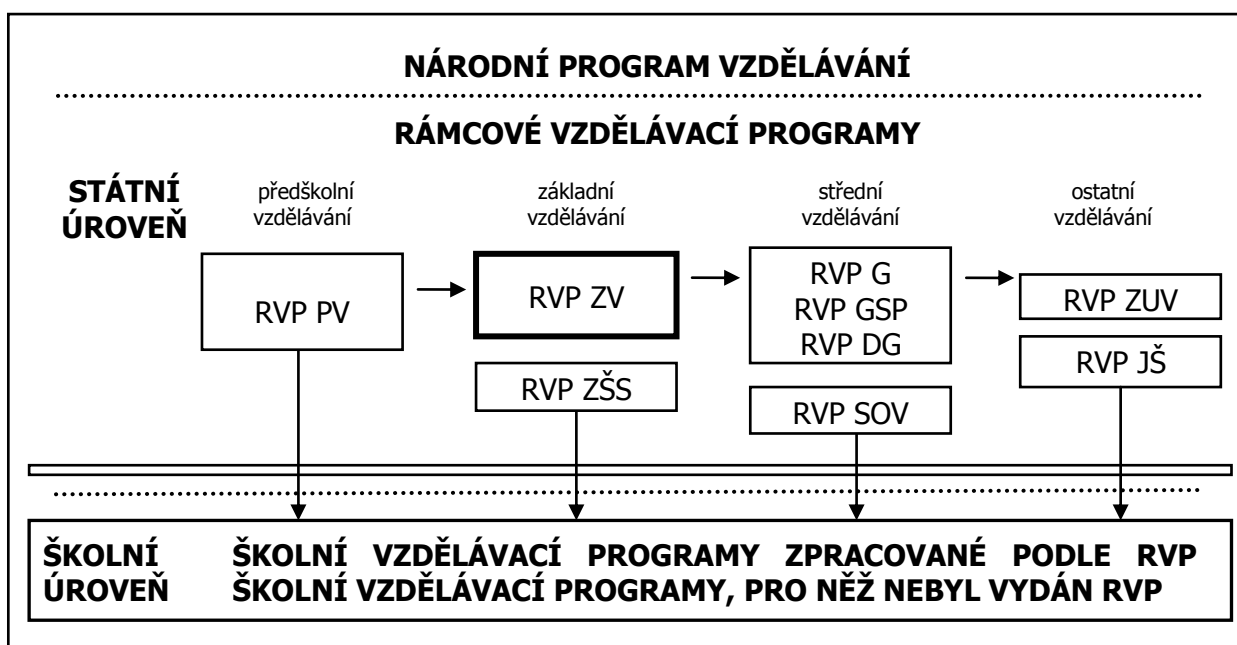 NÁRODNÍ PROGRAM VZDĚLÁVÁNÍ
RÁMCOVÉ VZDĚLÁVACÍ PROGRAMY
STÁTNÍ
ÚROVEŇ
předškolní
vzdělávání
základní
vzdělávání
střední
vzdělávání
ostatní
vzdělávání
RVP PV
RVP ZV
RVP ZŠS
RVP G
RVP GSP
RVP DG
RVP SOV
RVP ZUV
RVP JŠ
ŠKOLNÍ
ÚROVEŇ
ŠKOLNÍ VZDĚLÁVACÍ PROGRAMY ZPRACOVANÉ PODLE RVP
ŠKOLNÍ VZDĚLÁVACÍ PROGRAMY, PRO NĚŽ NEBYL VYDÁN RVP